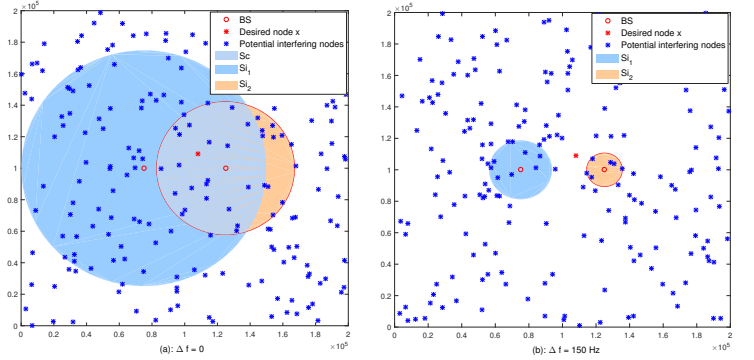 × 10⁵
2
1.8
1.6
1.4
1.2
1
0.8
0.6
0.4
0.2
0
0 0.2 0.4 0.6 0.8 1 1.2 1.4 1.6 1.8 2
× 10⁵
BS
Desired node x
Potential interfering nodes
Sc
Si₁
Si₂
(a): Δ f = 0
× 10⁵
2
1.8
1.6
1.4
1.2
1
0.8
0.6
0.4
0.2
0
0 0.2 0.4 0.6 0.8 1 1.2 1.4 1.6 1.8 2
× 10⁵
BS
Desired node x
Potential interfering nodes
Si₁
Si₂
(b): Δ f = 150 Hz